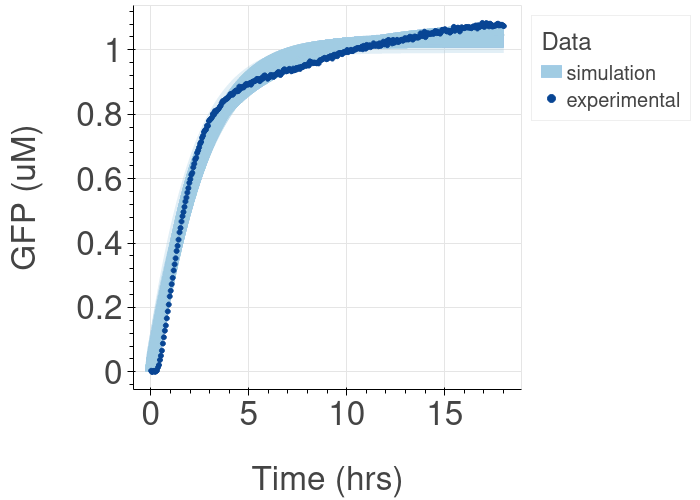 GFP (uM)
1
0.8
0.6
0.4
0.2
0
0 5 10 15
Time (hrs)
Data
simulation
experimental